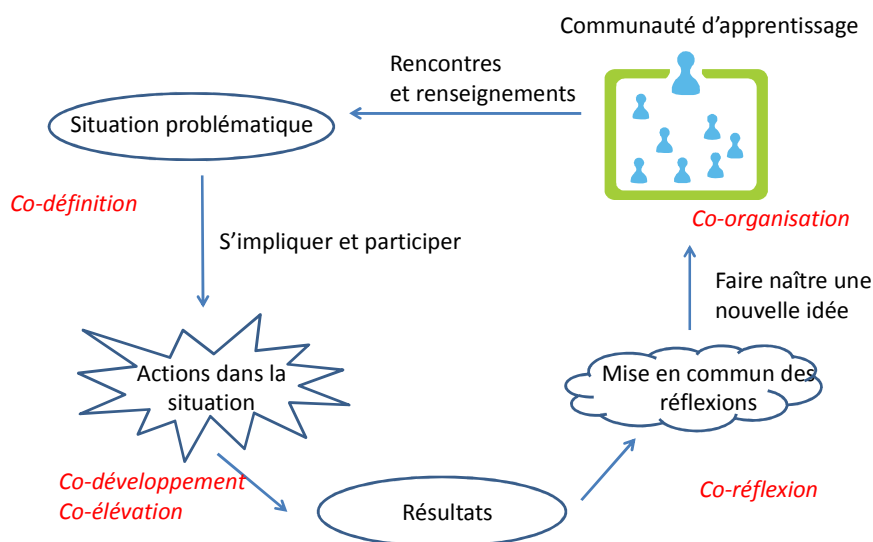 Communauté d'apprentissage
Rencontres
et renseignements
Situation problématique
Co-définition
Co-organisation
S'impliquer et participer
Faire naître une
nouvelle idée
Actions dans la
situation
Mise en commun des
réflexions
Co-développement
Co-élévation
Résultats
Co-réflexion